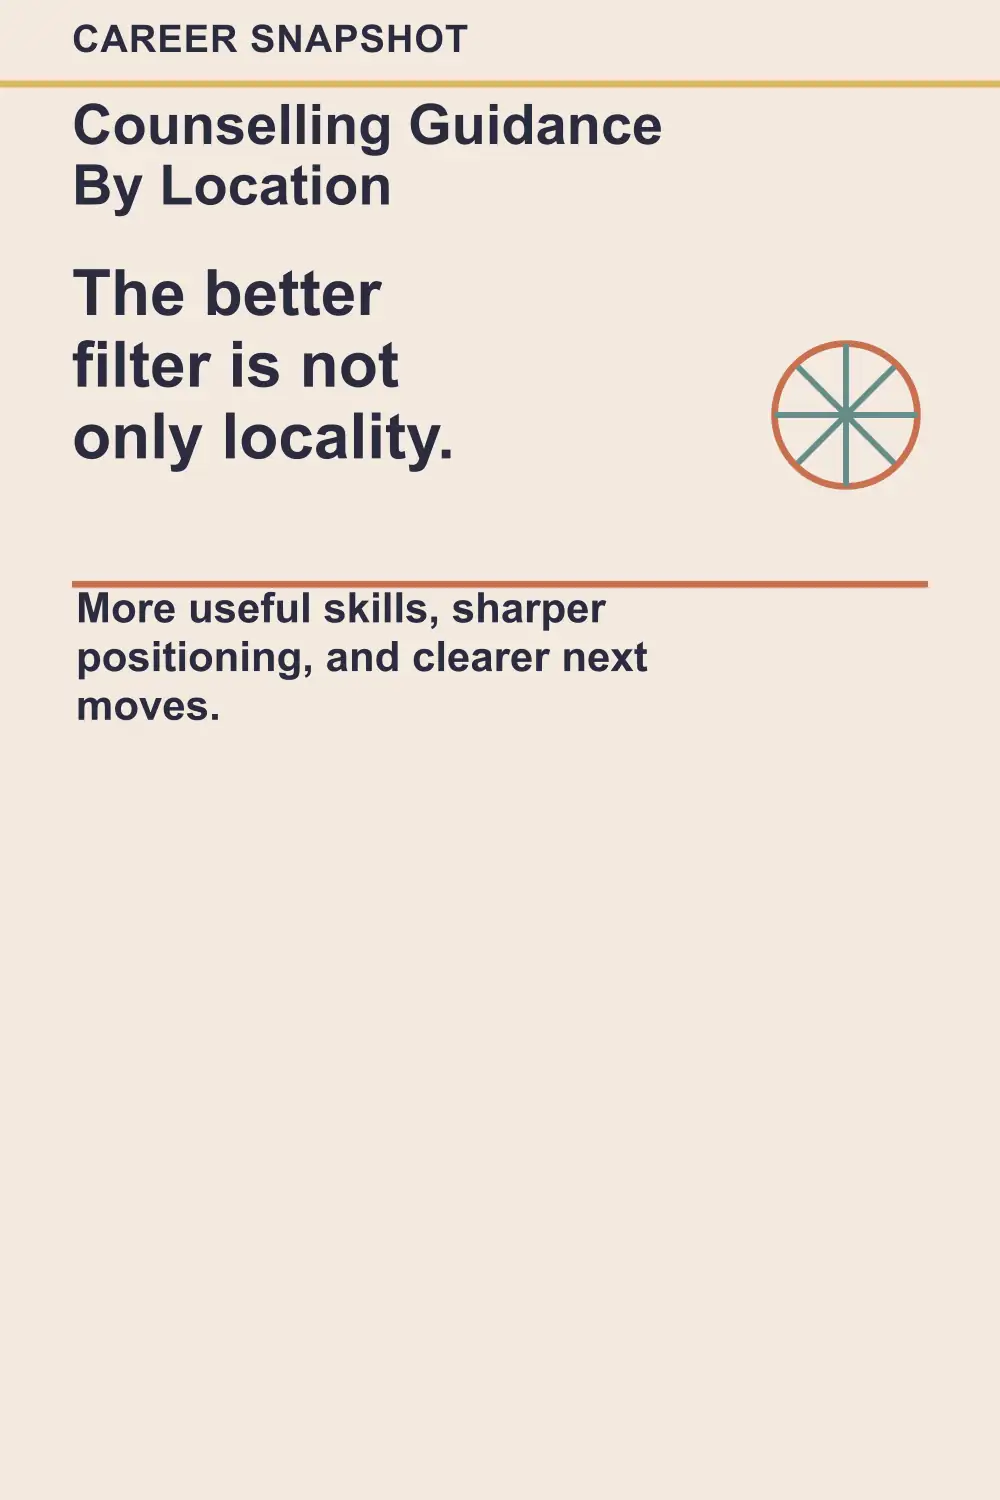 CAREER SNAPSHOT
Counselling Guidance
By Location
The better
filter is not
only locality.
More useful skills, sharper
positioning, and clearer next
moves.